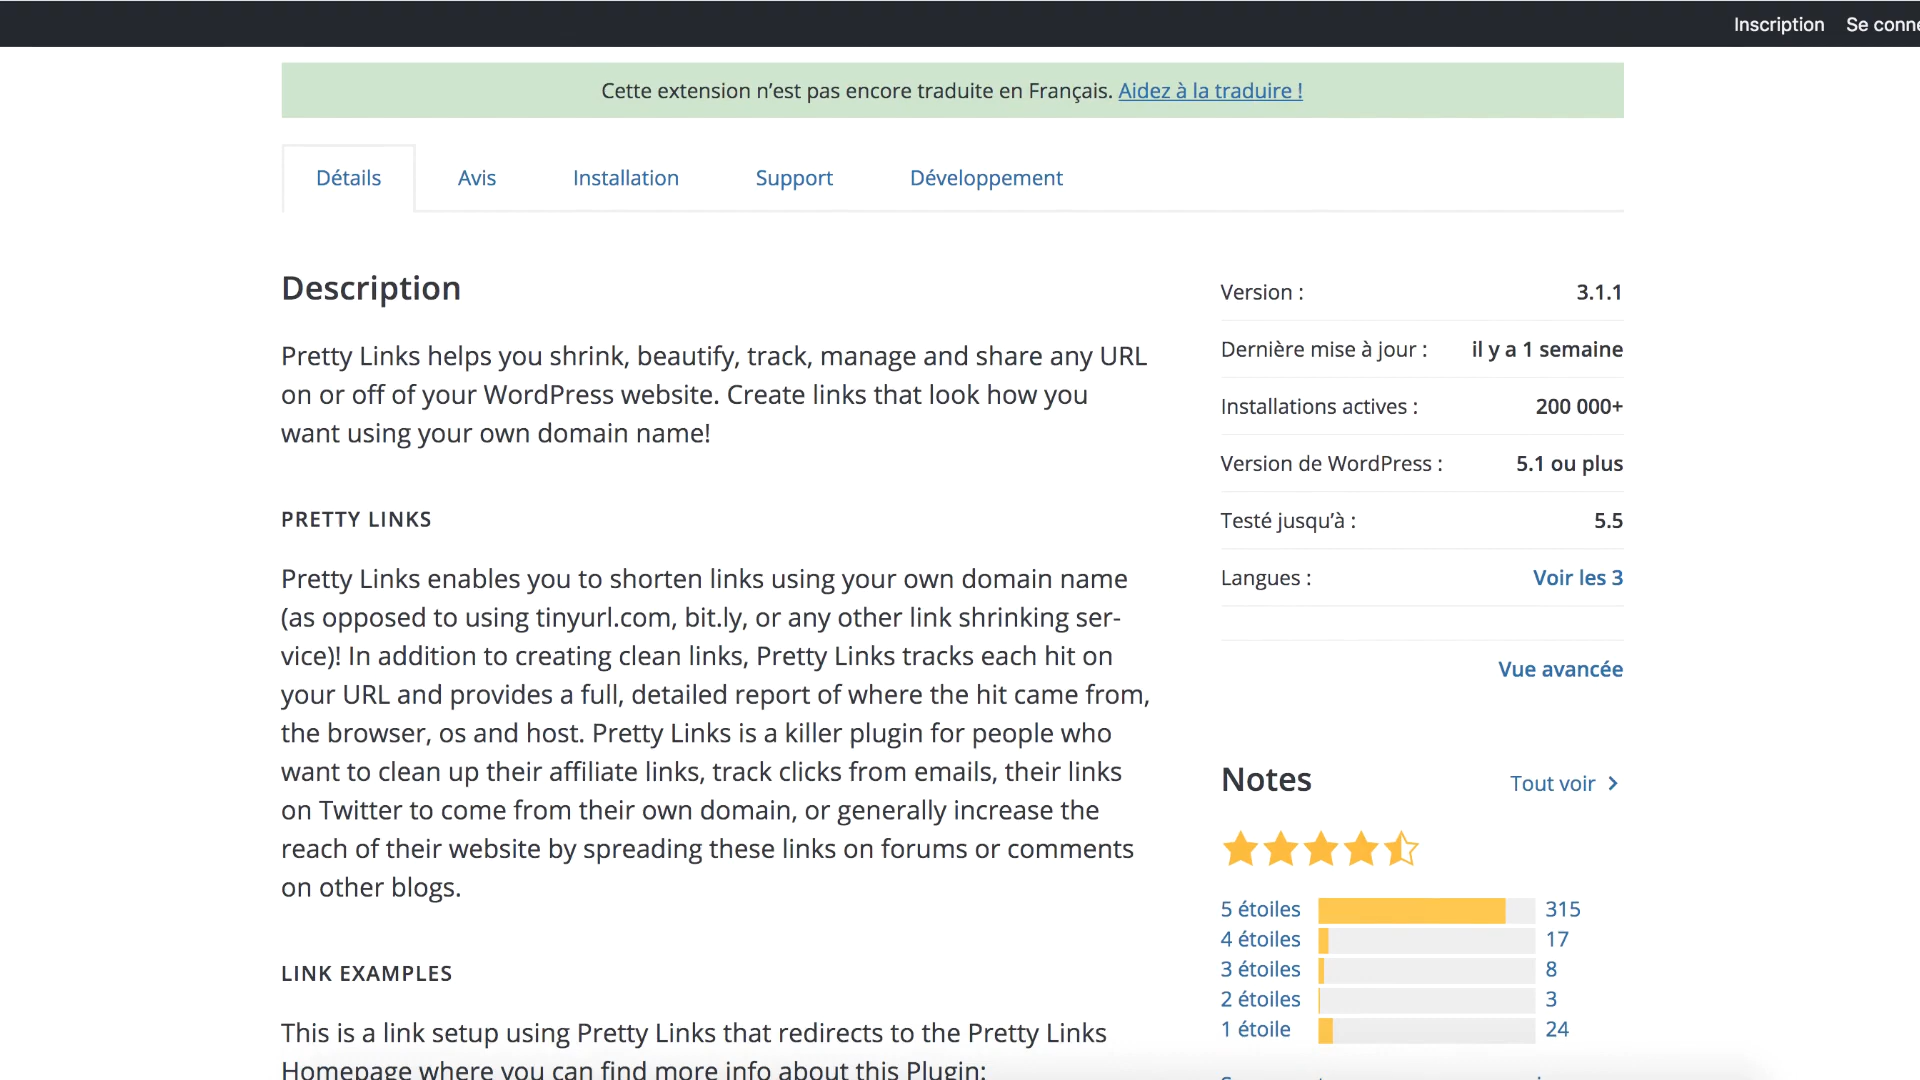 Inscription Se conne
Cette extension n’est pas encore traduite en Français. Aidez à la traduire !
Détails Avis Installation Support Développement
Description
Pretty Links helps you shrink, beautify, track, manage and share any URL
on or off of your WordPress website. Create links that look how you
want using your own domain name!
PRETTY LINKS
Pretty Links enables you to shorten links using your own domain name
(as opposed to using tinyurl.com, bit.ly, or any other link shrinking ser-
vice)! In addition to creating clean links, Pretty Links tracks each hit on
your URL and provides a full, detailed report of where the hit came from,
the browser, os and host. Pretty Links is a killer plugin for people who
want to clean up their affiliate links, track clicks from emails, their links
on Twitter to come from their own domain, or generally increase the
reach of their website by spreading these links on forums or comments
on other blogs.
LINK EXAMPLES
This is a link setup using Pretty Links that redirects to the Pretty Links
Homepage where you can find more info about this Plugin:
Version : 3.1.1
Dernière mise à jour : il y a 1 semaine
Installations actives : 200 000+
Version de WordPress : 5.1 ou plus
Testé jusqu’à : 5.5
Langues : Voir les 3
Vue avancée
Notes Tout voir
5 étoiles 315
4 étoiles 17
3 étoiles 8
2 étoiles 3
1 étoile 24